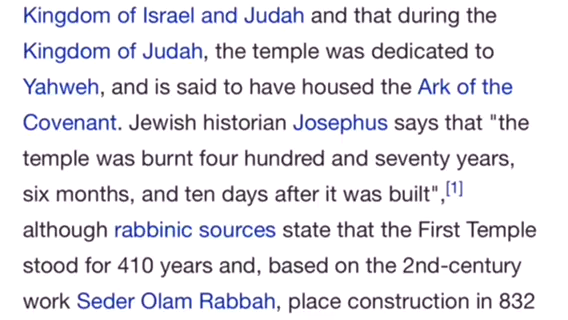 Kingdom of Israel and Judah and that during the
Kingdom of Judah, the temple was dedicated to
Yahweh, and is said to have housed the Ark of the
Covenant. Jewish historian Josephus says that "the
temple was burnt four hundred and seventy years,
six months, and ten days after it was built",[1]
although rabbinic sources state that the First Temple
stood for 410 years and, based on the 2nd-century
work Seder Olam Rabbah, place construction in 832